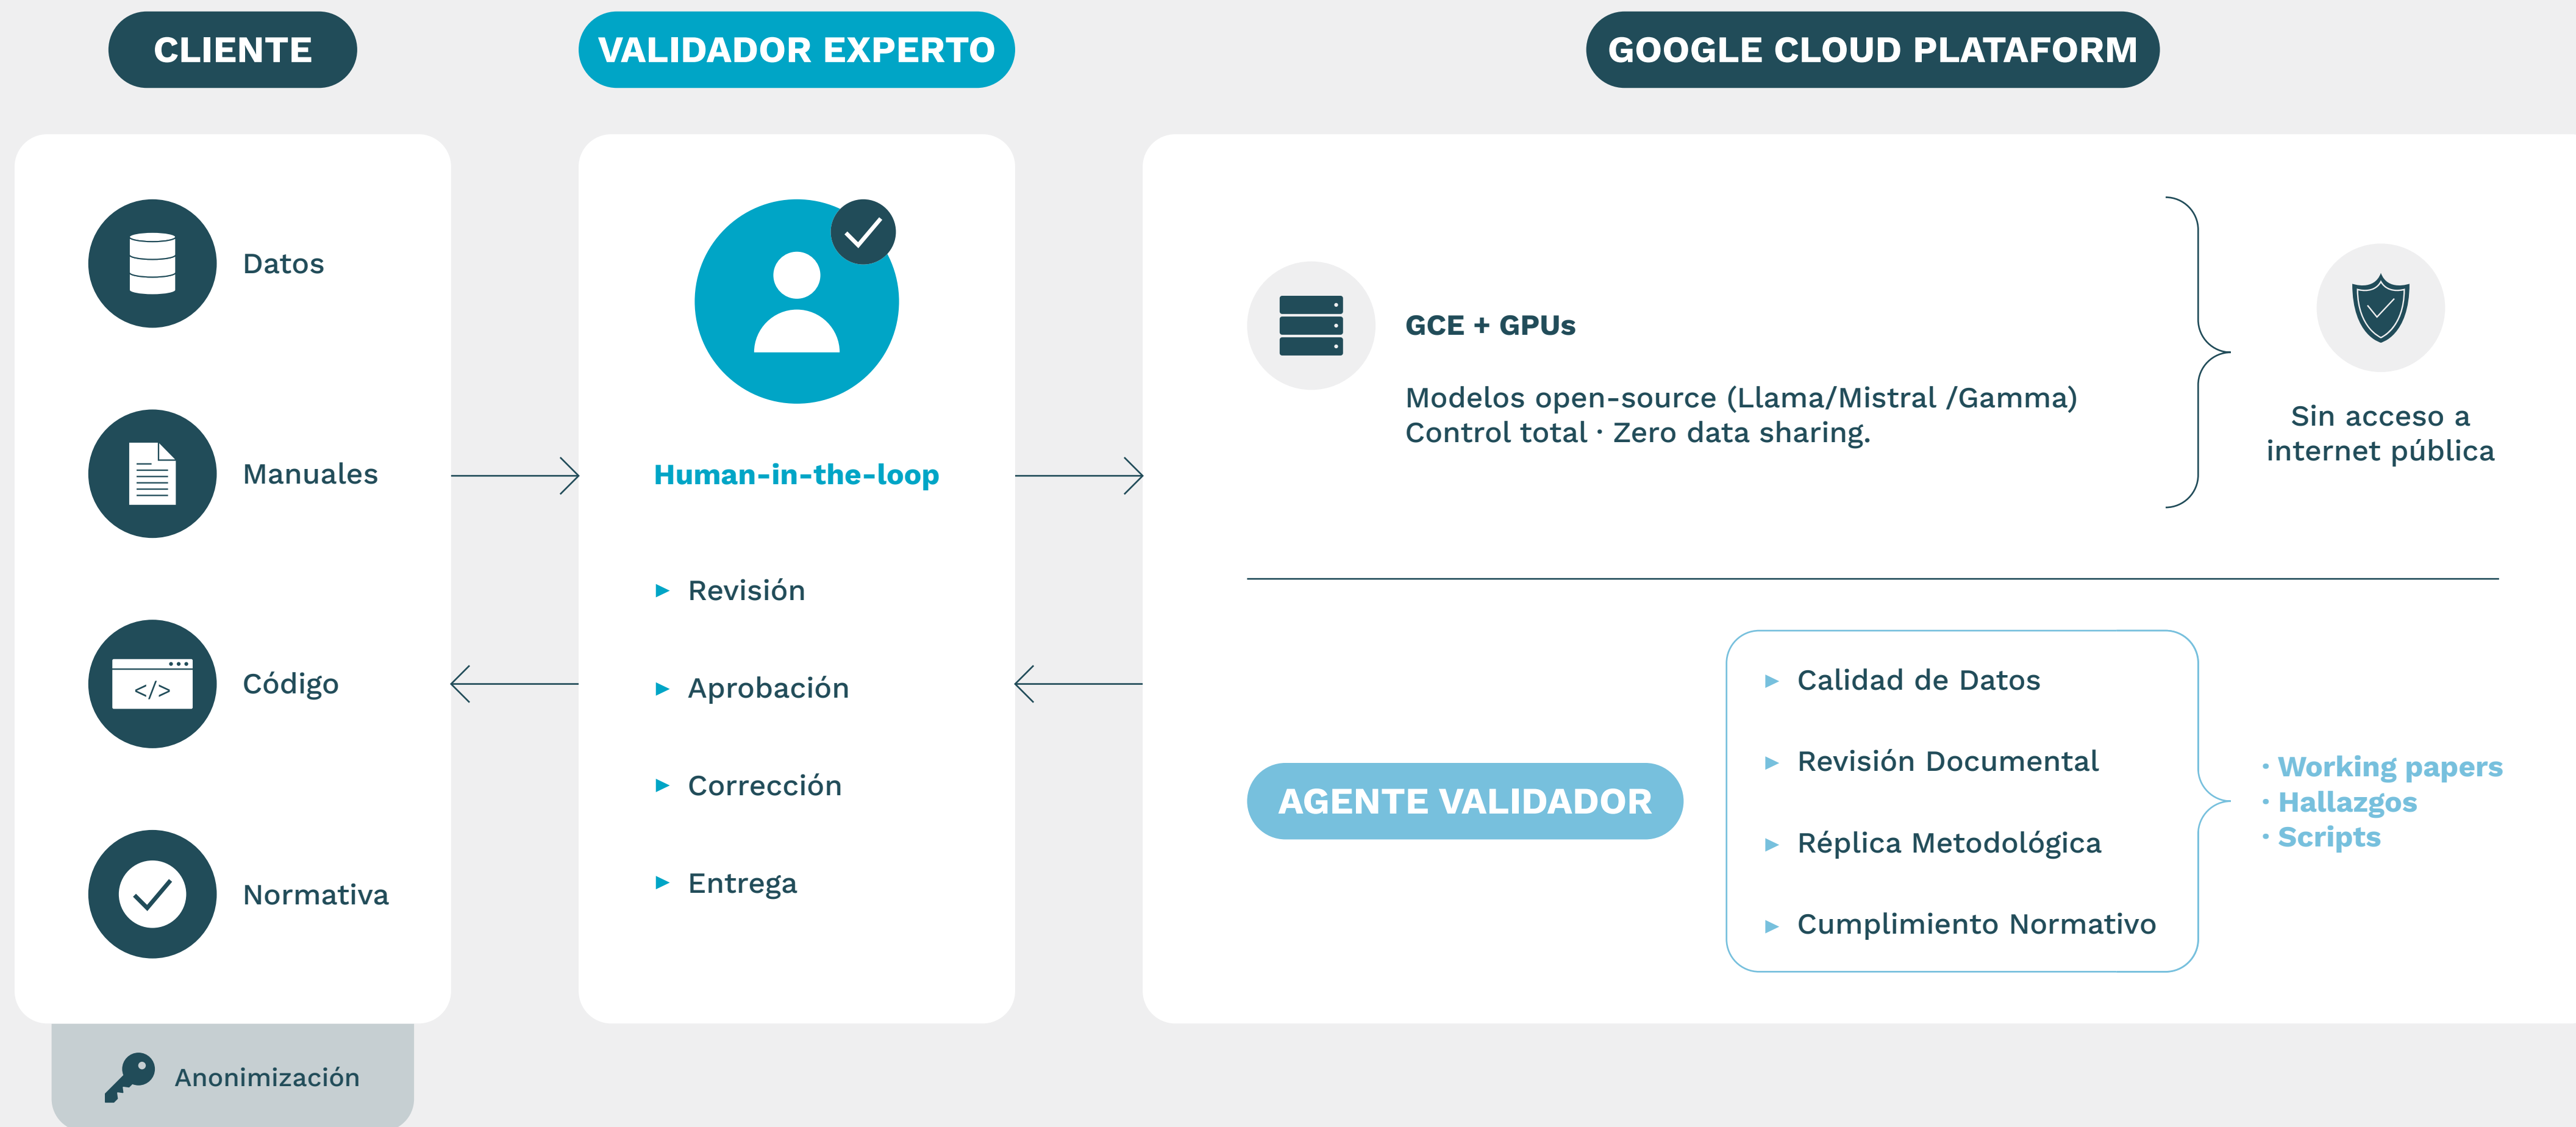 CLIENTE
Datos
Manuales
Código
</>
Normativa
Anonimización
VALIDADOR EXPERTO
Human-in-the-loop
Revisión
Aprobación
Corrección
Entrega
GOOGLE CLOUD PLATAFORM
GCE + GPUs
Modelos open-source (Llama/Mistral /Gamma)
Control total · Zero data sharing.
Sin acceso a
internet pública
AGENTE VALIDADOR
Calidad de Datos
Revisión Documental
Réplica Metodológica
Cumplimiento Normativo
· Working papers
· Hallazgos
· Scripts